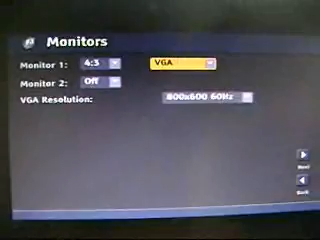 Monitors
Monitor 1: 4:3 VGA
Monitor 2: Off
VGA Resolution: 800x600 60Hz
Next
Back